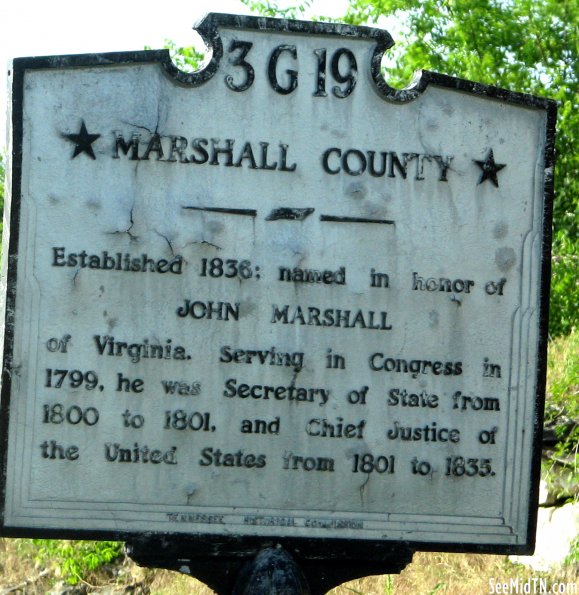 3G19
MARSHALL COUNTY
Established 1836; named in honor of
JOHN MARSHALL
of Virginia. Serving in Congress in
1799, he was Secretary of State from
1800 to 1801, and Chief Justice of
the United States from 1801 to 1835.
TENNESSEE HISTORICAL COMMISSION
SeeMidTN.com